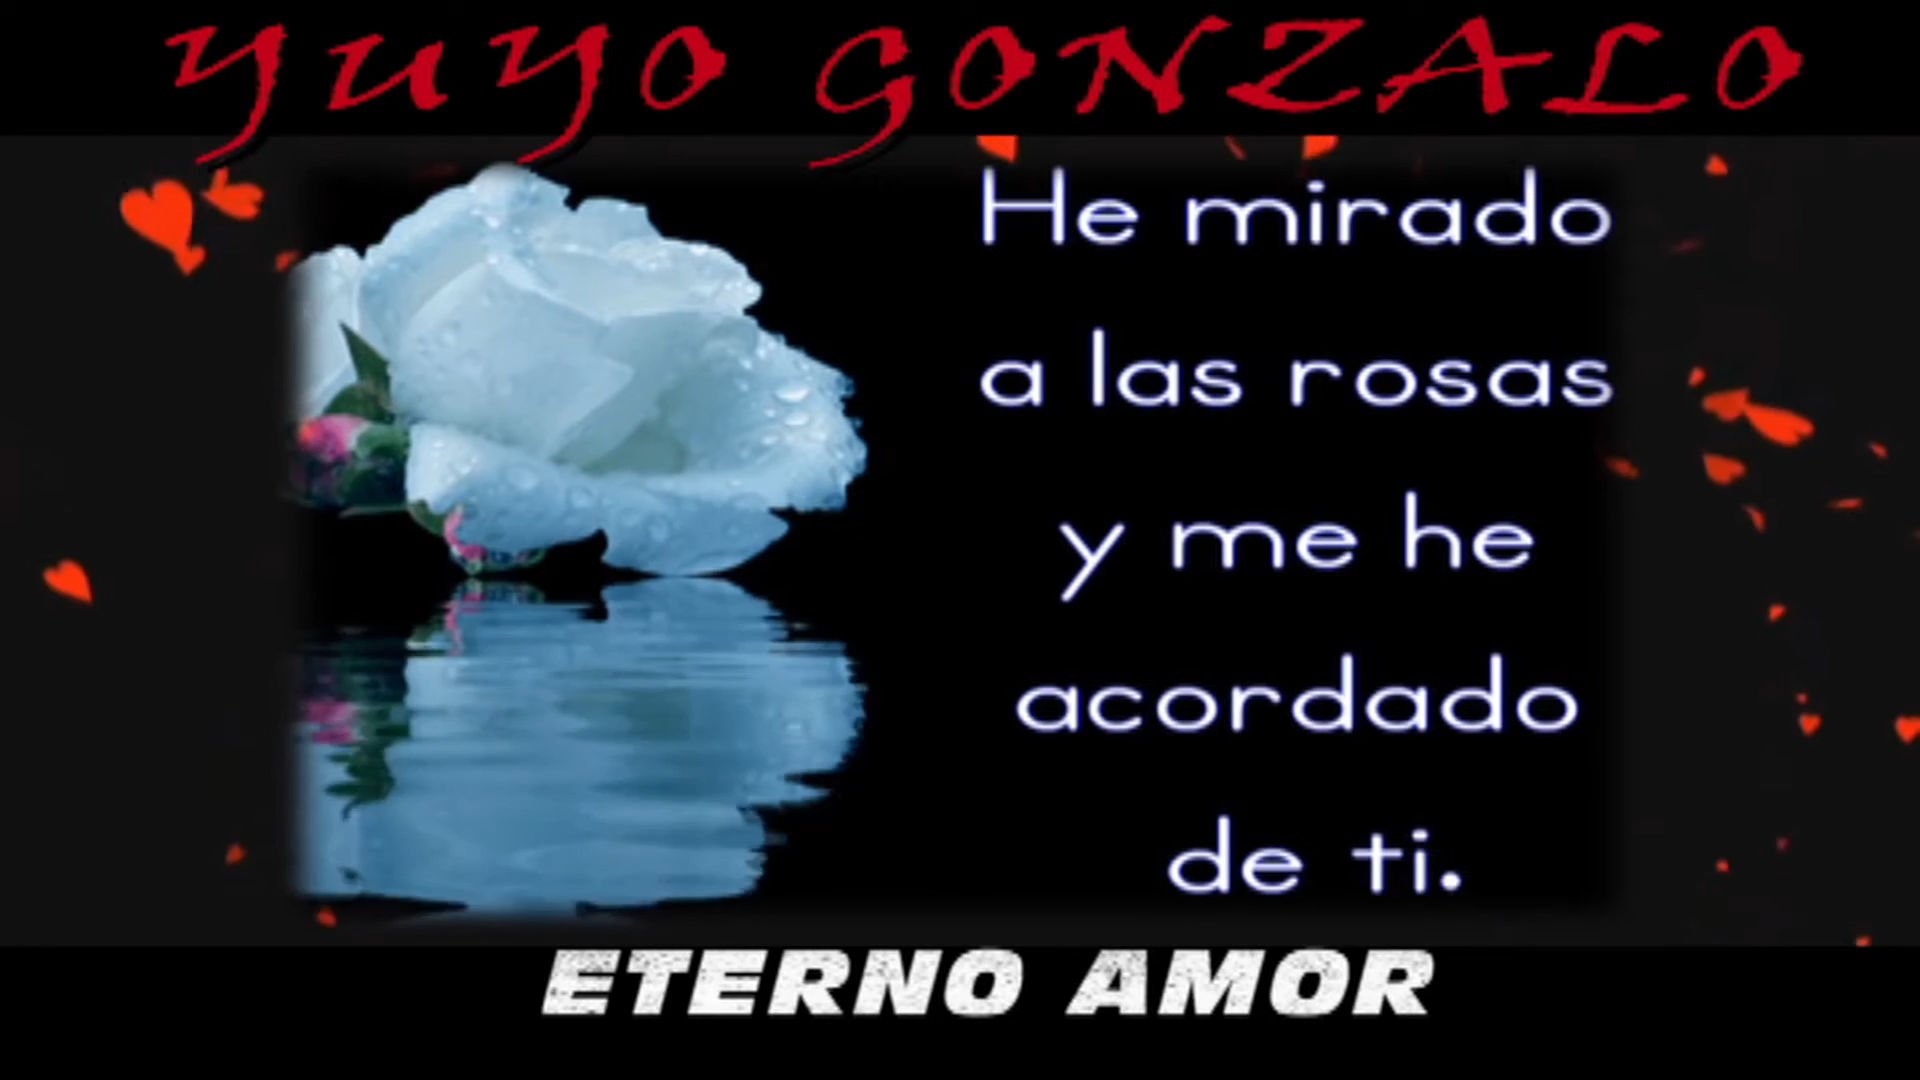 YUYO GONZALO
He mirado
a las rosas
y me he
acordado
de ti.
ETERNO AMOR